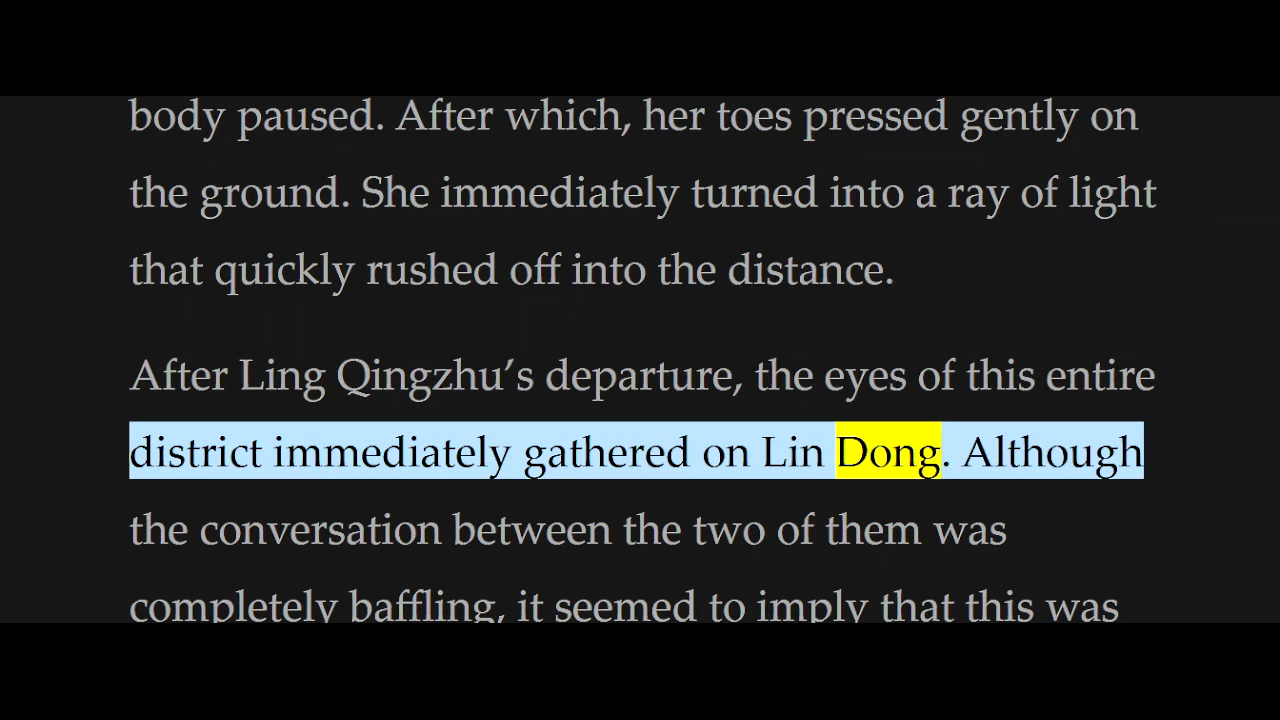 body paused. After which, her toes pressed gently on
the ground. She immediately turned into a ray of light
that quickly rushed off into the distance.
After Ling Qingzhu’s departure, the eyes of this entire
district immediately gathered on Lin Dong. Although
the conversation between the two of them was
completely baffling, it seemed to imply that this was